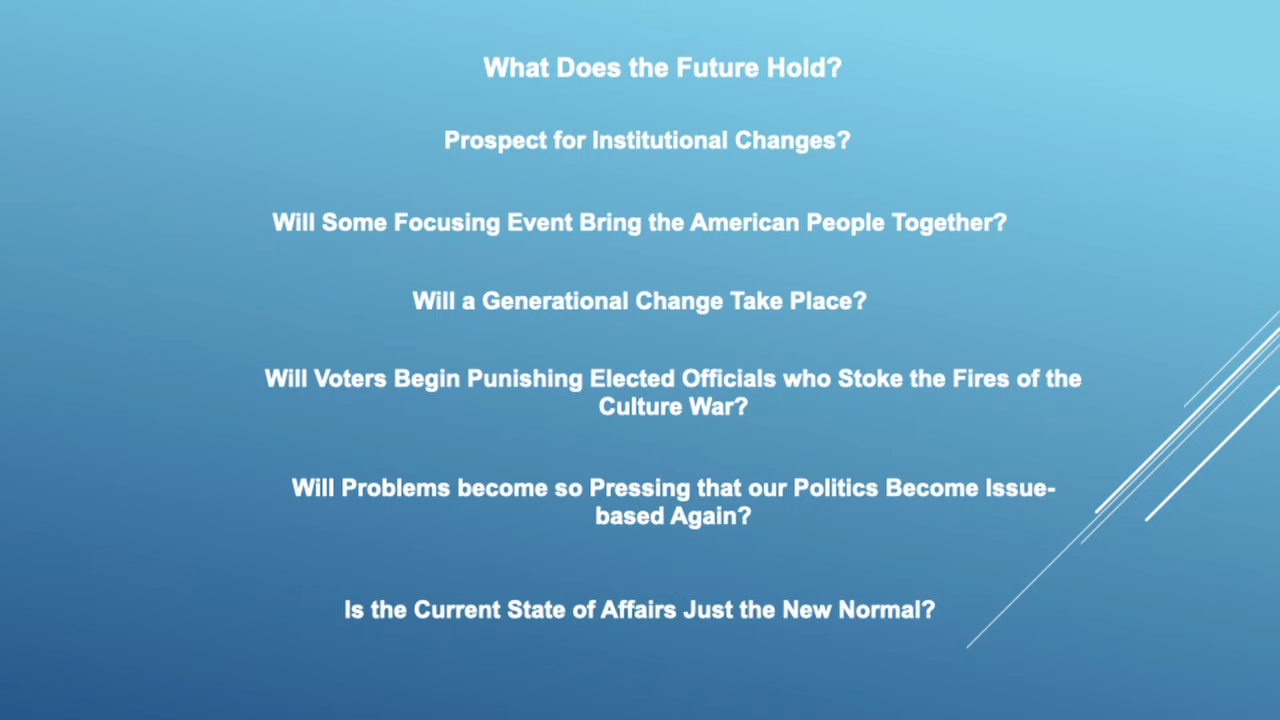 What Does the Future Hold?
Prospect for Institutional Changes?
Will Some Focusing Event Bring the American People Together?
Will a Generational Change Take Place?
Will Voters Begin Punishing Elected Officials who Stoke the Fires of the
Culture War?
Will Problems become so Pressing that our Politics Become Issue-
based Again?
Is the Current State of Affairs Just the New Normal?